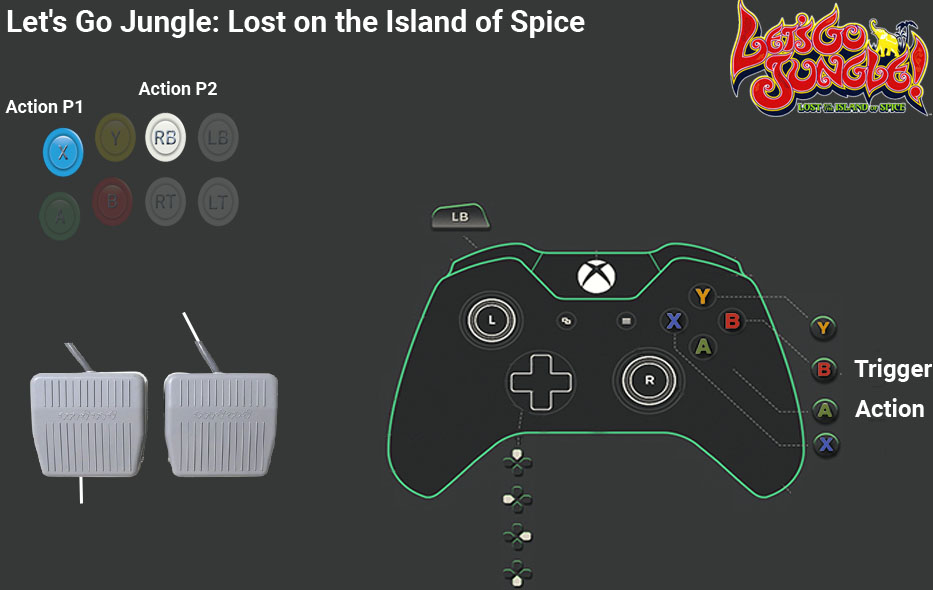 Let's Go Jungle: Lost on the Island of Spice
LET'S GO
JUNGLE!
LOST ON THE ISLAND OF SPICE
Action P2
Action P1
X
Y
RB
LB
A
B
RT
LT
LB
Y
L
X
B
A
R
Y
B
Trigger
A
Action
X